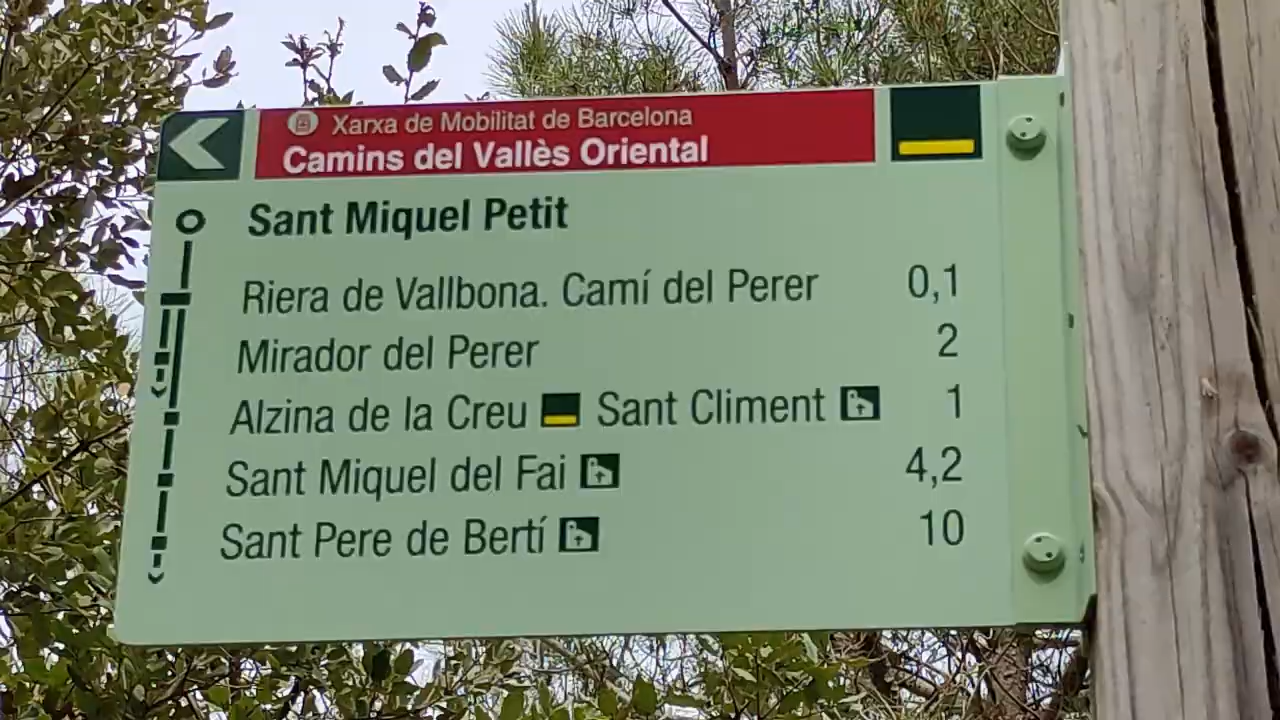 Xarxa de Mobilitat de Barcelona
Camins del Vallès Oriental
Sant Miquel Petit
Riera de Vallbona. Camí del Perer 0,1
Mirador del Perer 2
Alzina de la Creu Sant Climent 1
Sant Miquel del Fai 4,2
Sant Pere de Bertí 10